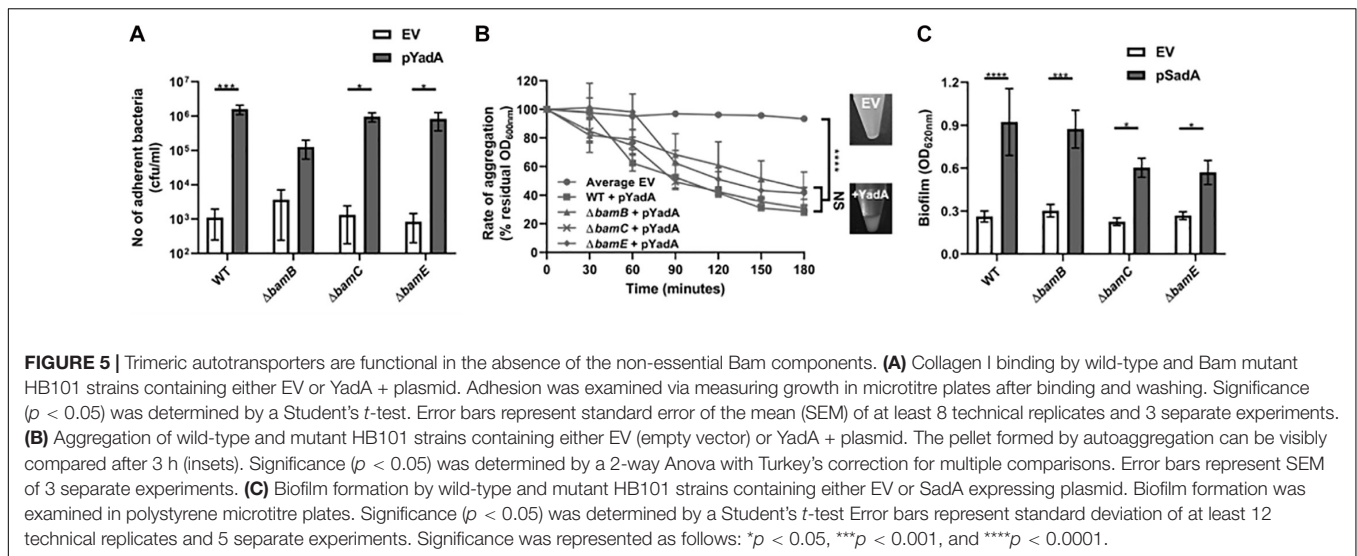 A
EV
pYadA
No of adherent bacteria
(cfu/ml)
10⁷
10⁶
10⁵
10⁴
10³
10²
***
*
*
WT
ΔbamB
ΔbamC
ΔbamE
B
Rate of aggregation
(% residual OD600nm)
140
120
100
80
60
40
20
0
Average EV
WT + pYadA
ΔbamB + pYadA
ΔbamC + pYadA
ΔbamE + pYadA
0 30 60 90 120 150 180
Time (minutes)
****
NS
EV
+YadA
C
EV
pSadA
Biofilm (OD620nm)
1.2
0.9
0.6
0.3
0.0
****
***
*
*
WT
ΔbamB
ΔbamC
ΔbamE
FIGURE 5 | Trimeric autotransporters are functional in the absence of the non-essential Bam components. (A) Collagen I binding by wild-type and Bam mutant
HB101 strains containing either EV or YadA + plasmid. Adhesion was examined via measuring growth in microtitre plates after binding and washing. Significance
(p < 0.05) was determined by a Student's t-test. Error bars represent standard error of the mean (SEM) of at least 8 technical replicates and 3 separate experiments.
(B) Aggregation of wild-type and mutant HB101 strains containing either EV (empty vector) or YadA + plasmid. The pellet formed by autoaggregation can be visibly
compared after 3 h (insets). Significance (p < 0.05) was determined by a 2-way Anova with Turkey's correction for multiple comparisons. Error bars represent SEM
of 3 separate experiments. (C) Biofilm formation by wild-type and mutant HB101 strains containing either EV or SadA expressing plasmid. Biofilm formation was
examined in polystyrene microtitre plates. Significance (p < 0.05) was determined by a Student's t-test Error bars represent standard deviation of at least 12
technical replicates and 5 separate experiments. Significance was represented as follows: *p < 0.05, ***p < 0.001, and ****p < 0.0001.